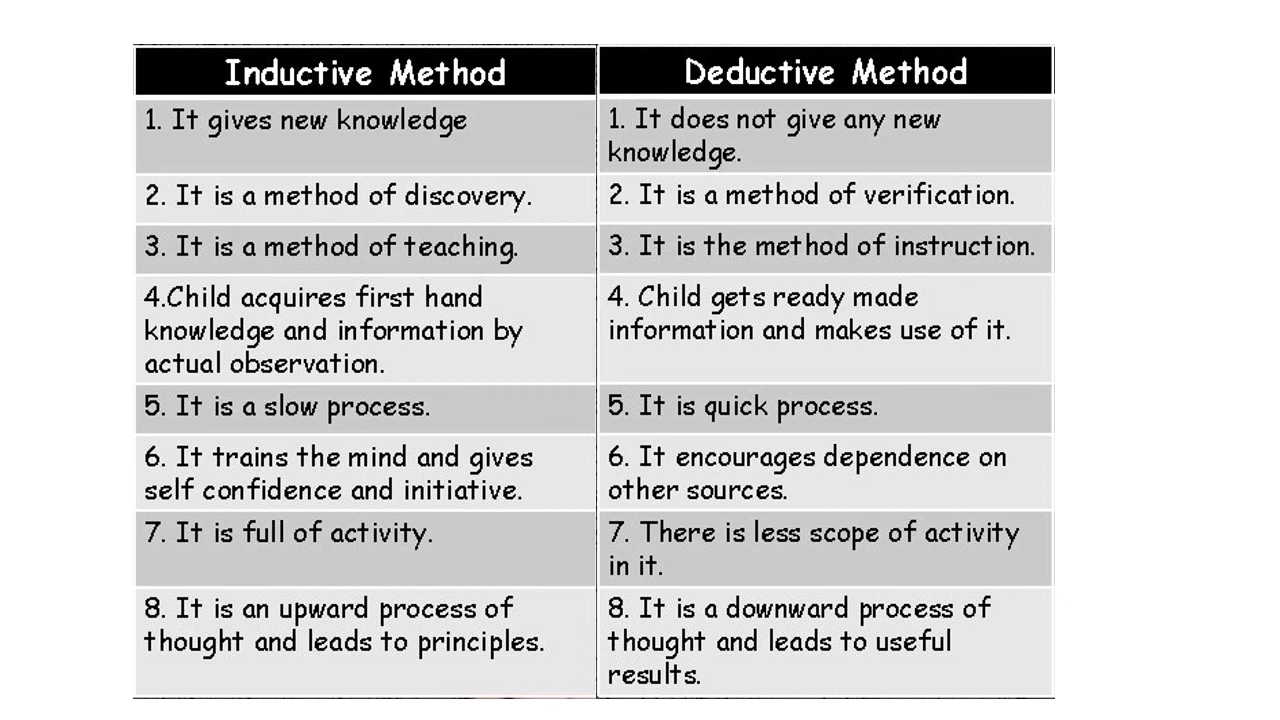 Inductive Method
Deductive Method
1. It gives new knowledge
1. It does not give any new
knowledge.
2. It is a method of discovery.
2. It is a method of verification.
3. It is a method of teaching.
3. It is the method of instruction.
4.Child acquires first hand
knowledge and information by
actual observation.
4. Child gets ready made
information and makes use of it.
5. It is a slow process.
5. It is quick process.
6. It trains the mind and gives
self confidence and initiative.
6. It encourages dependence on
other sources.
7. It is full of activity.
7. There is less scope of activity
in it.
8. It is an upward process of
thought and leads to principles.
8. It is a downward process of
thought and leads to useful
results.